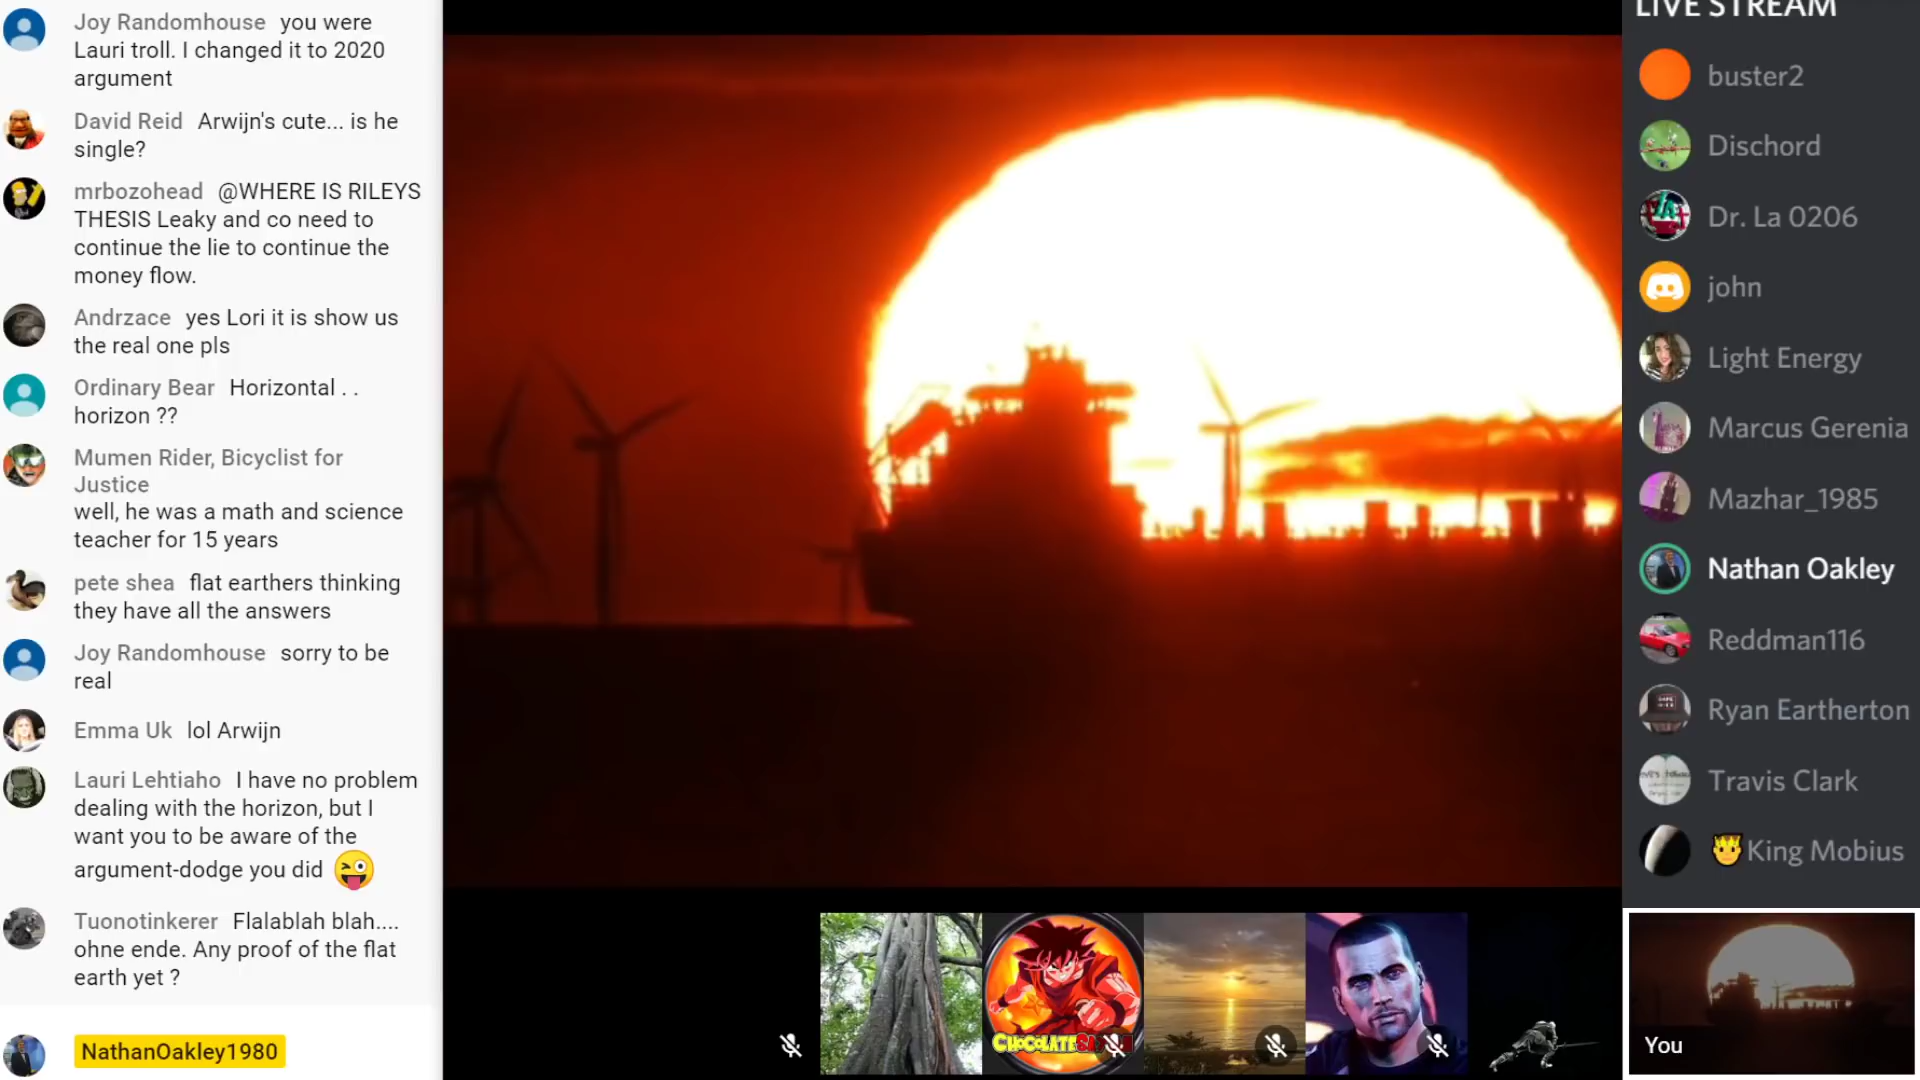 Joy Randomhouse you were
Lauri troll. I changed it to 2020
argument
David Reid Arwijn's cute... is he
single?
mrbozohead @WHERE IS RILEYS
THESIS Leaky and co need to
continue the lie to continue the
money flow.
Andrzace yes Lori it is show us
the real one pls
Ordinary Bear Horizontal . .
horizon ??
Mumen Rider, Bicyclist for
Justice
well, he was a math and science
teacher for 15 years
pete shea flat earthers thinking
they have all the answers
Joy Randomhouse sorry to be
real
Emma Uk lol Arwijn
Lauri Lehtiaho I have no problem
dealing with the horizon, but I
want you to be aware of the
argument-dodge you did 😜
Tuonotinkerer Flalablah blah....
ohne ende. Any proof of the flat
earth yet ?
NathanOakley1980
LIVE STREAM
buster2
Dischord
Dr. La 0206
john
Light Energy
Marcus Gerenia
Mazhar_1985
Nathan Oakley
Reddman116
Ryan Eartherton
Travis Clark
King Mobius
You